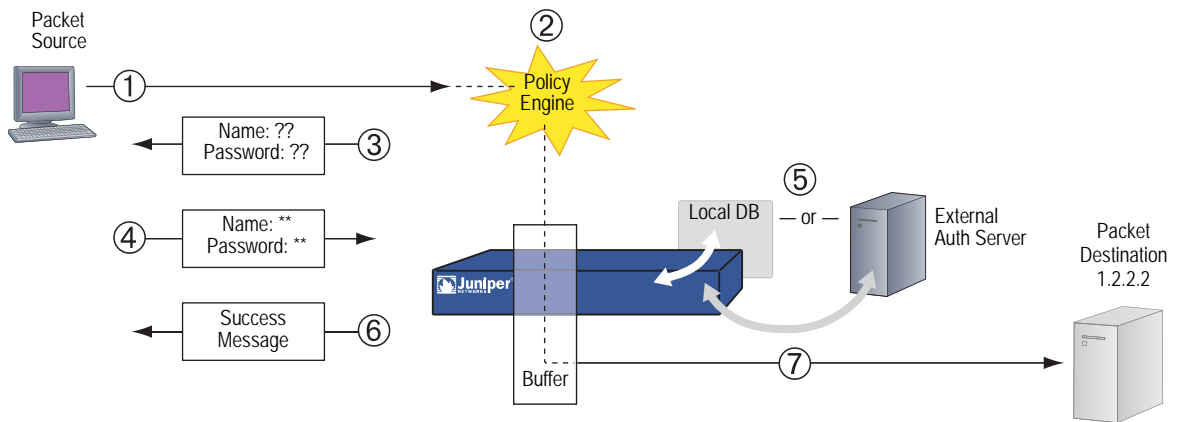 Packet
Source
①
②
Policy
Engine
Name: ??
Password: ??
③
④
Name: **
Password: **
⑤
Local DB
— or —
External
Auth Server
Packet
Destination
1.2.2.2
Juniper
NETWORKS
Success
Message
⑥
Buffer
⑦